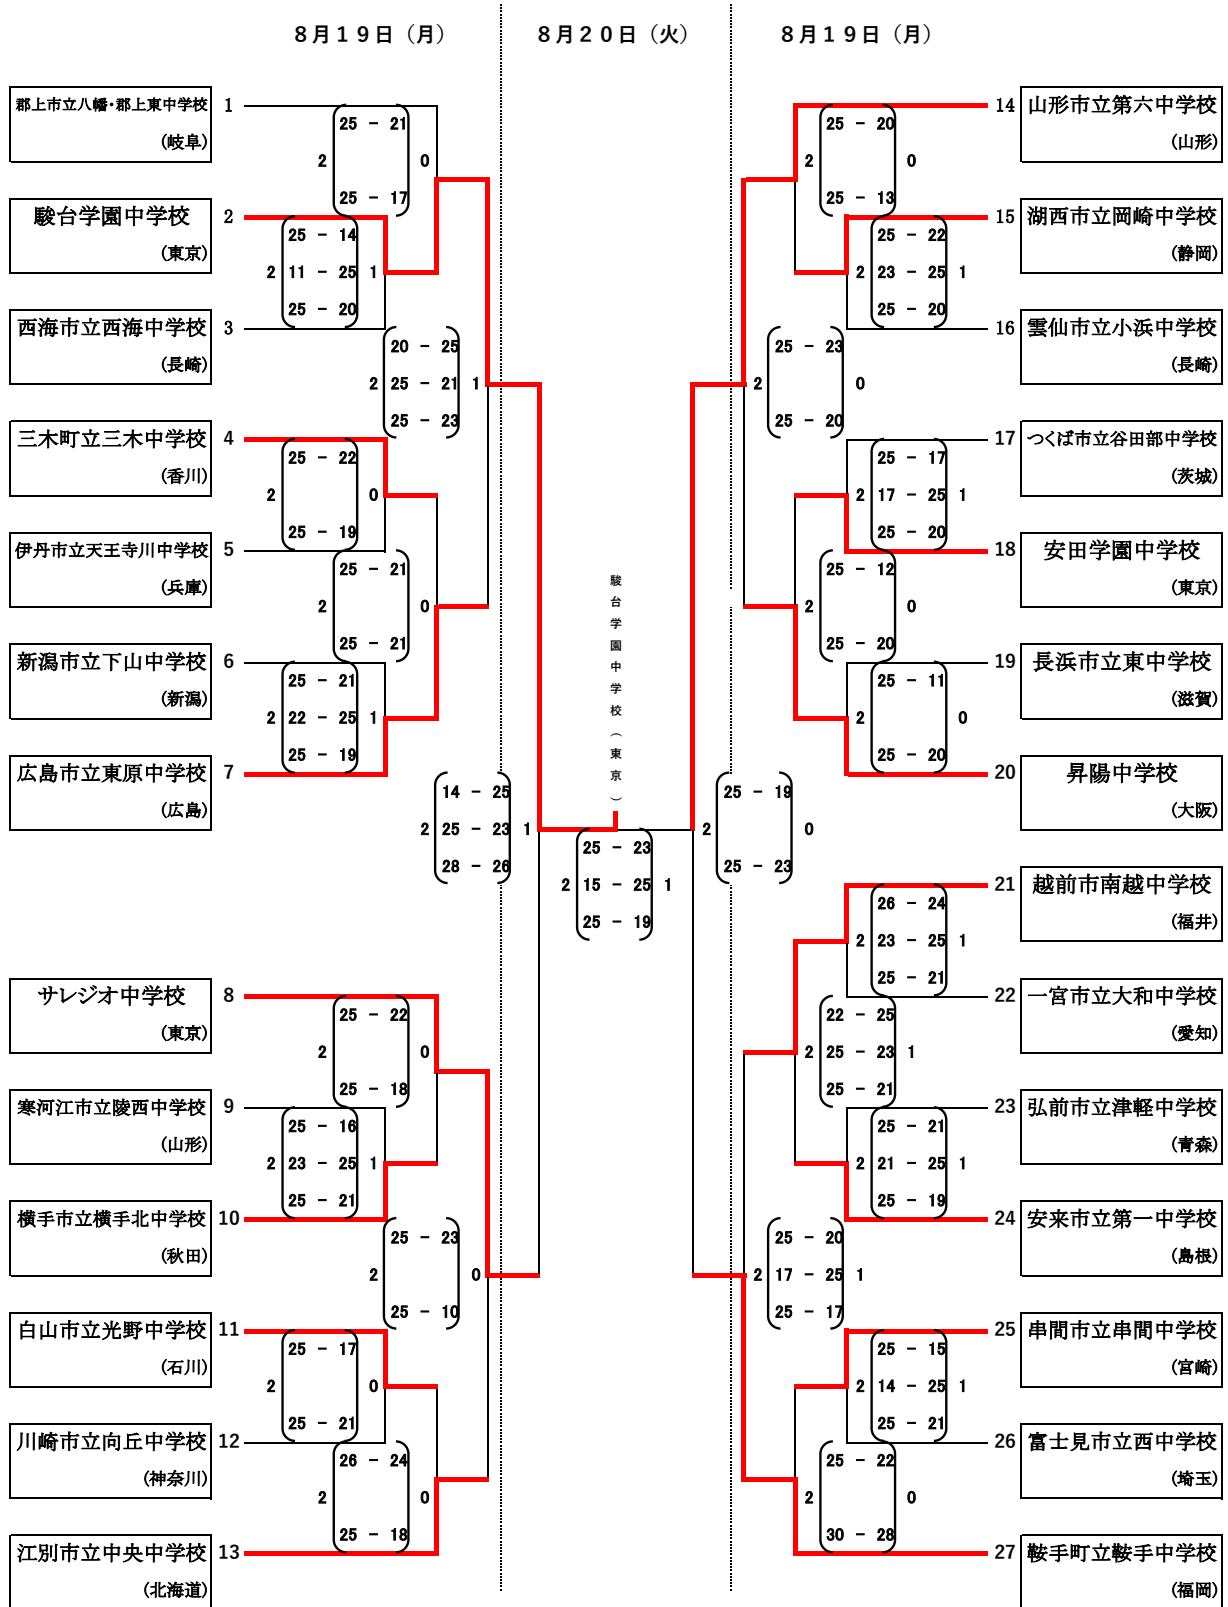 8月19日（月）
8月20日（火）
8月19日（月）
郡上市立八幡・郡上東中学校
(岐阜)
1
駿台学園中学校
(東京)
2
西海市立西海中学校
(長崎)
3
三木町立三木中学校
(香川)
4
伊丹市立天王寺川中学校
(兵庫)
5
新潟市立下山中学校
(新潟)
6
広島市立東原中学校
(広島)
7
サレジオ中学校
(東京)
8
寒河江市立陵西中学校
(山形)
9
横手市立横手北中学校
(秋田)
10
白山市立光野中学校
(石川)
11
川崎市立向丘中学校
(神奈川)
12
江別市立中央中学校
(北海道)
13
25 - 21
2 0
25 - 17
25 - 14
2 11 - 25 1
25 - 20
20 - 25
2 25 - 21 1
25 - 23
25 - 22
2 0
25 - 19
25 - 21
2 0
25 - 21
25 - 21
2 22 - 25 1
25 - 19
14 - 25
2 25 - 23 1
28 - 26
25 - 22
2 0
25 - 18
25 - 16
2 23 - 25 1
25 - 21
25 - 23
2 0
25 - 10
25 - 17
2 0
25 - 21
26 - 24
2 0
25 - 18
駿台学園中学校（東京）
25 - 23
2 15 - 25 1
25 - 19
25 - 20
2 0
25 - 13
25 - 22
2 23 - 25 1
25 - 20
25 - 23
2 0
25 - 20
25 - 17
2 17 - 25 1
25 - 20
25 - 12
2 0
25 - 20
25 - 11
2 0
25 - 20
25 - 19
2 0
25 - 23
26 - 24
2 23 - 25 1
25 - 21
22 - 25
2 25 - 23 1
25 - 21
25 - 21
2 21 - 25 1
25 - 19
25 - 20
2 17 - 25 1
25 - 17
25 - 15
2 14 - 25 1
25 - 21
25 - 22
2 0
30 - 28
14
山形市立第六中学校
(山形)
15
湖西市立岡崎中学校
(静岡)
16
雲仙市立小浜中学校
(長崎)
17
つくば市立谷田部中学校
(茨城)
18
安田学園中学校
(東京)
19
長浜市立東中学校
(滋賀)
20
昇陽中学校
(大阪)
21
越前市南越中学校
(福井)
22
一宮市立大和中学校
(愛知)
23
弘前市立津軽中学校
(青森)
24
安来市立第一中学校
(島根)
25
串間市立串間中学校
(宮崎)
26
富士見市立西中学校
(埼玉)
27
鞍手町立鞍手中学校
(福岡)